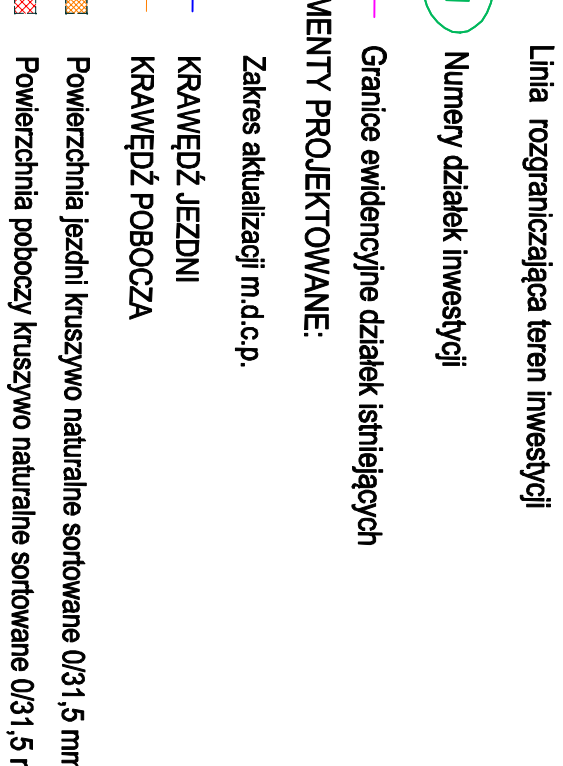 Linia rozgraniczająca teren inwestycji
Numery działek inwestycji
Granice ewidencyjne działek istniejących
MENTY PROJEKTOWANE:
Zakres aktualizacji m.d.c.p.
KRAWĘDŹ JEZDNI
KRAWĘDŹ POBOCZA
Powierzchnia jezdni kruszywo naturalne sortowane 0/31,5 mm
Powierzchnia poboczy kruszywo naturalne sortowane 0/31,5